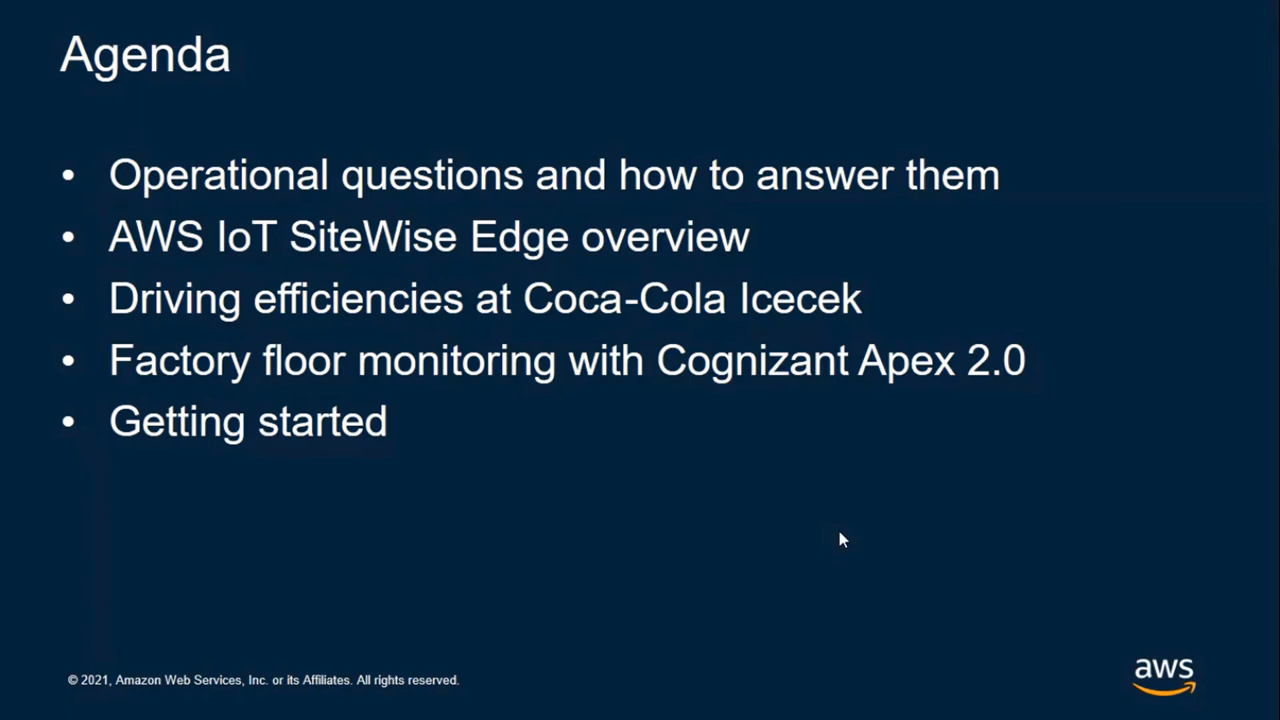 Agenda
• Operational questions and how to answer them
• AWS IoT SiteWise Edge overview
• Driving efficiencies at Coca-Cola Icecek
• Factory floor monitoring with Cognizant Apex 2.0
• Getting started
© 2021, Amazon Web Services, Inc. or its Affiliates. All rights reserved.
aws